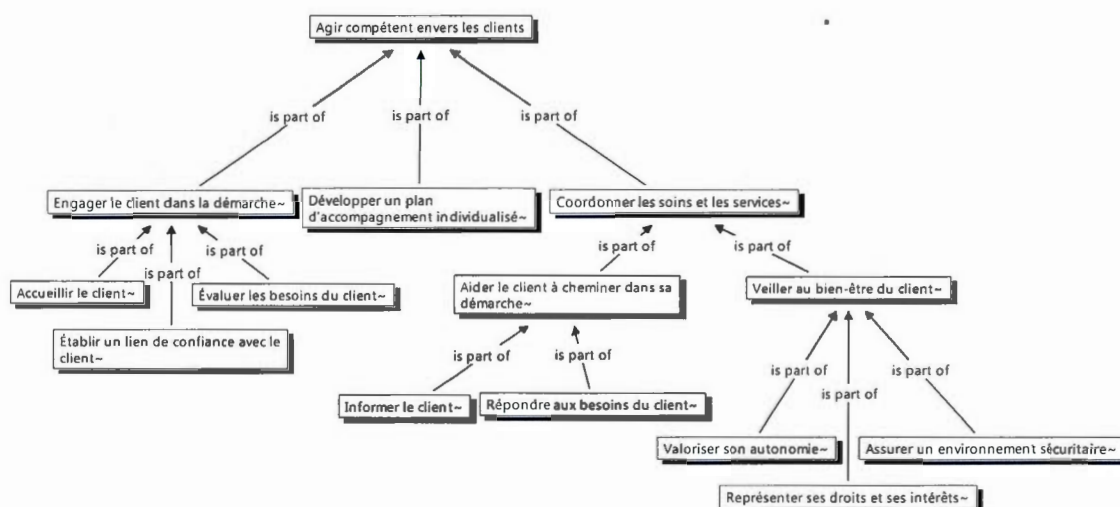 Agir compétent envers les clients
is part of
is part of
is part of
Engager le client dans la démarche~
Développer un plan
d'accompagnement individualisé~
Coordonner les soins et les services~
is part of
is part of
is part of
is part of
is part of
Accueillir le client~
Évaluer les besoins du client~
Aider le client à cheminer dans sa
démarche~
Veiller au bien-être du client~
Établir un lien de confiance avec le
client~
is part of
is part of
is part of
is part of
is part of
Informer le client~
Répondre aux besoins du client~
Valoriser son autonomie~
Assurer un environnement sécuritaire~
Représenter ses droits et ses intérêts~